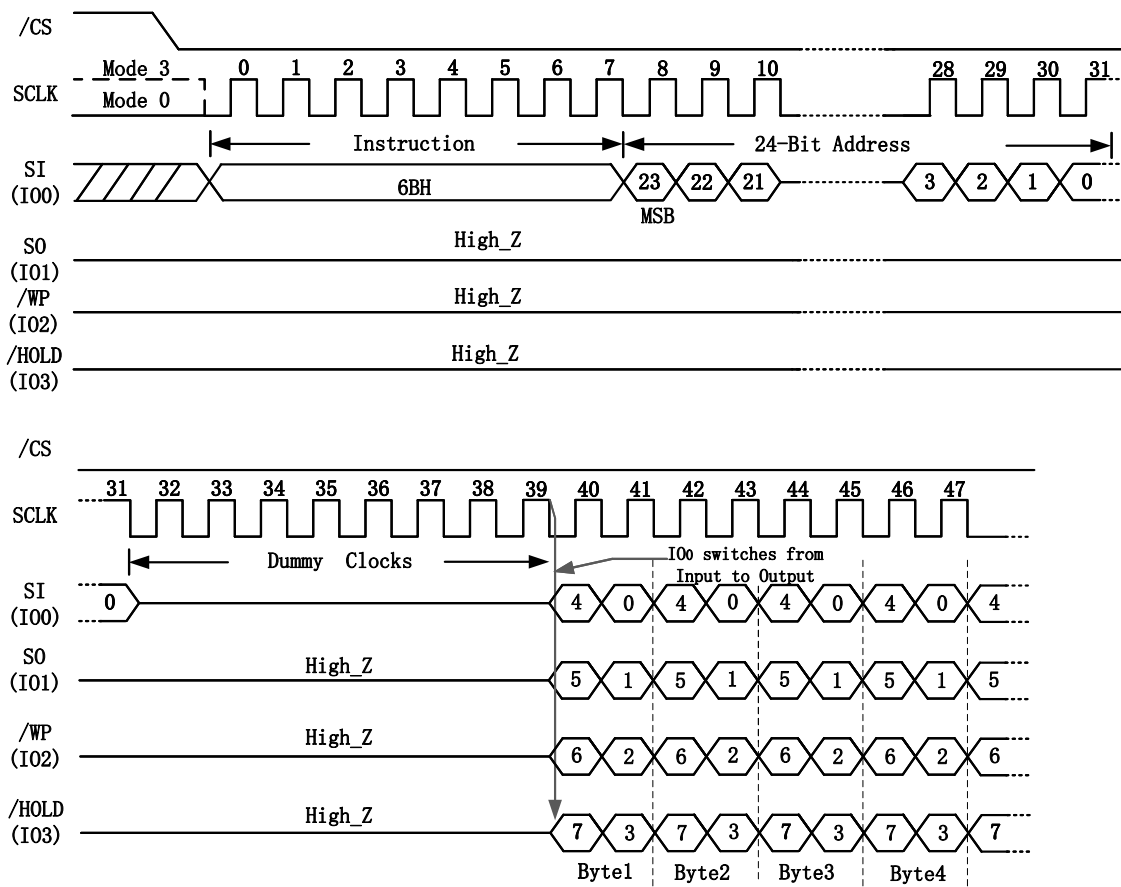 /CS
Mode 3
0 1 2 3 4 5 6 7 8 9 10 28 29 30 31
SCLK
Mode 0
Instruction
24-Bit Address
SI
(IO0)
6BH
23 22 21 3 2 1 0
MSB
SO
(IO1)
High_Z
/WP
(IO2)
High_Z
/HOLD
(IO3)
High_Z
/CS
31 32 33 34 35 36 37 38 39 40 41 42 43 44 45 46 47
SCLK
Dummy Clocks
IO0 switches from
Input to Output
SI
(IO0)
0 4 0 4 0 4 0 4 0 4
SO
(IO1)
High_Z
5 1 5 1 5 1 5 1 5
/WP
(IO2)
High_Z
6 2 6 2 6 2 6 2 6
/HOLD
(IO3)
High_Z
7 3 7 3 7 3 7 3 7
Byte1 Byte2 Byte3 Byte4